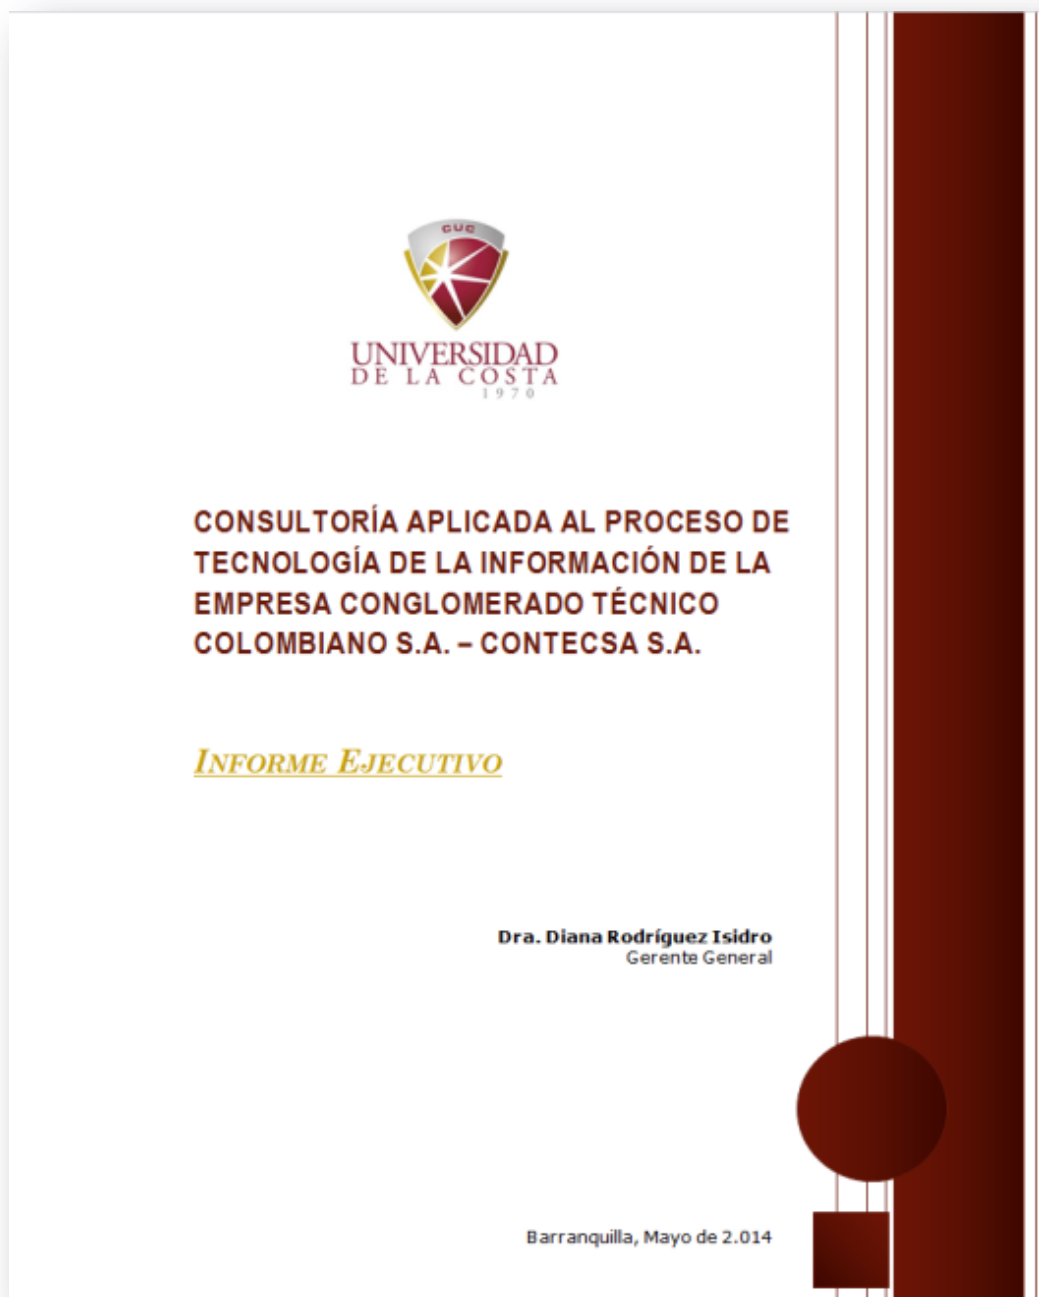 CUC
UNIVERSIDAD
DE LA COSTA
1970
CONSULTORÍA APLICADA AL PROCESO DE
TECNOLOGÍA DE LA INFORMACIÓN DE LA
EMPRESA CONGLOMERADO TÉCNICO
COLOMBIANO S.A. – CONTECSA S.A.
INFORME EJECUTIVO
Dra. Diana Rodríguez Isidro
Gerente General
Barranquilla, Mayo de 2.014